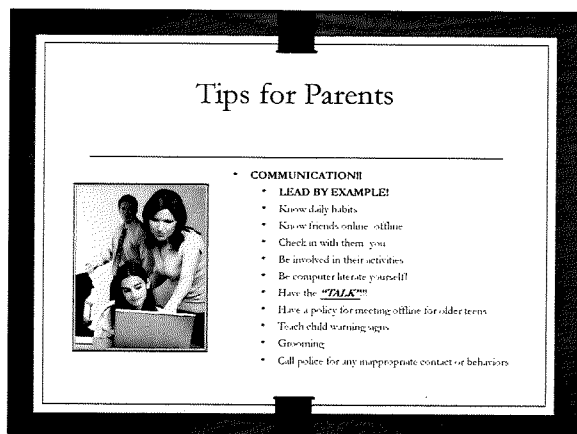 Tips for Parents
• COMMUNICATION!!
• LEAD BY EXAMPLE!
• Know daily habits
• Know friends online offline
• Check in with them you
• Be involved in their activities
• Be computer literate yourself!
• Have the "TALK"!!!
• Have a policy for meeting offline for older teens
• Teach child warning signs
• Grooming
• Call police for any inappropriate contact or behaviors